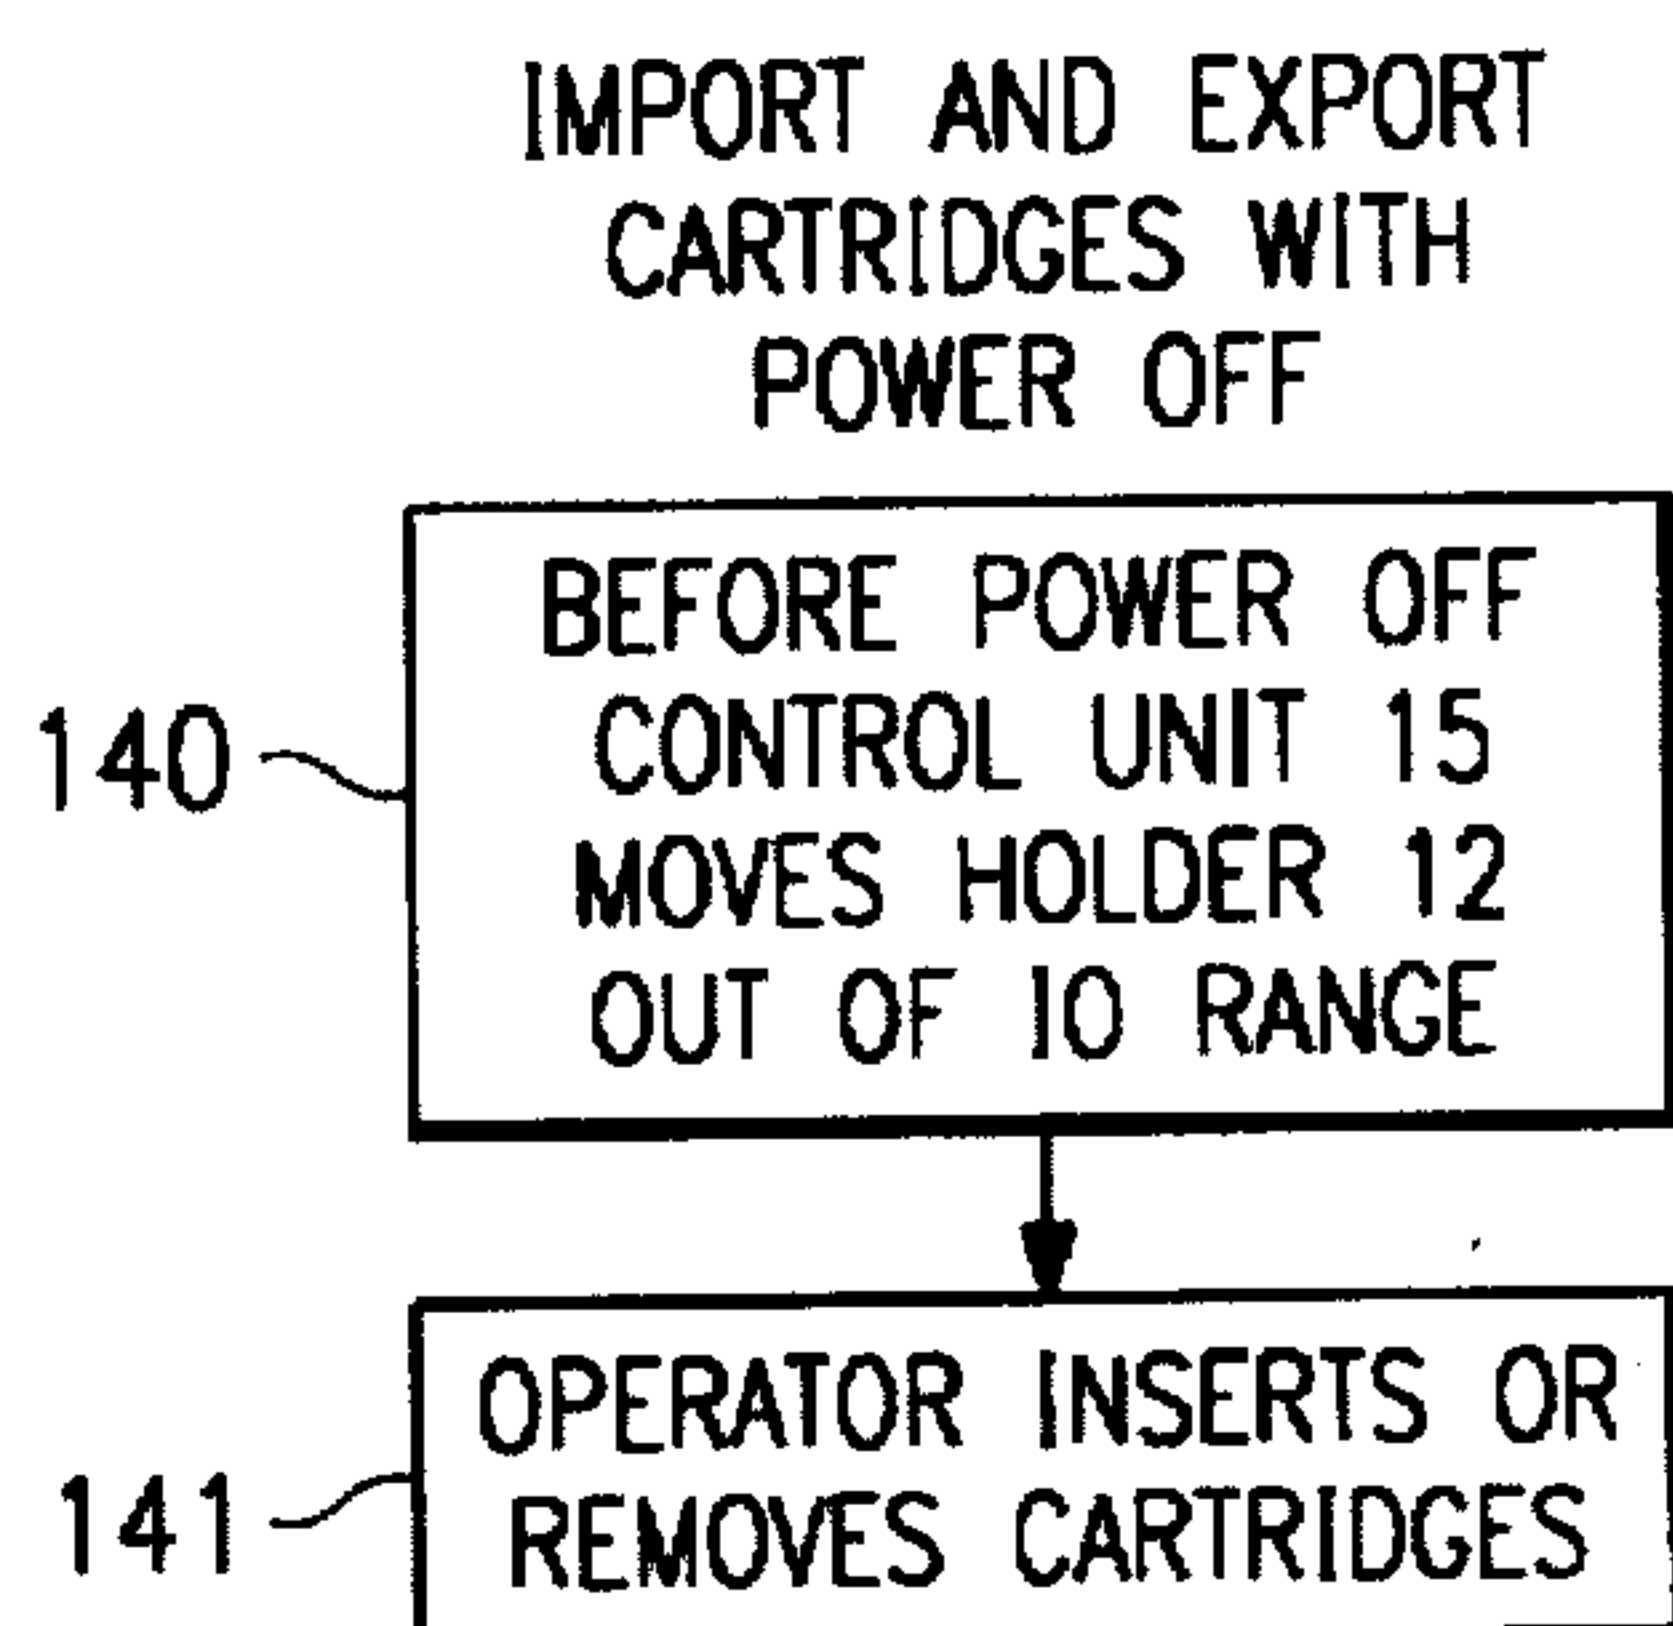 IMPORT AND EXPORT
CARTRIDGES WITH
POWER OFF
BEFORE POWER OFF
CONTROL UNIT 15
MOVES HOLDER 12
OUT OF IO RANGE
140
OPERATOR INSERTS OR
REMOVES CARTRIDGES
141